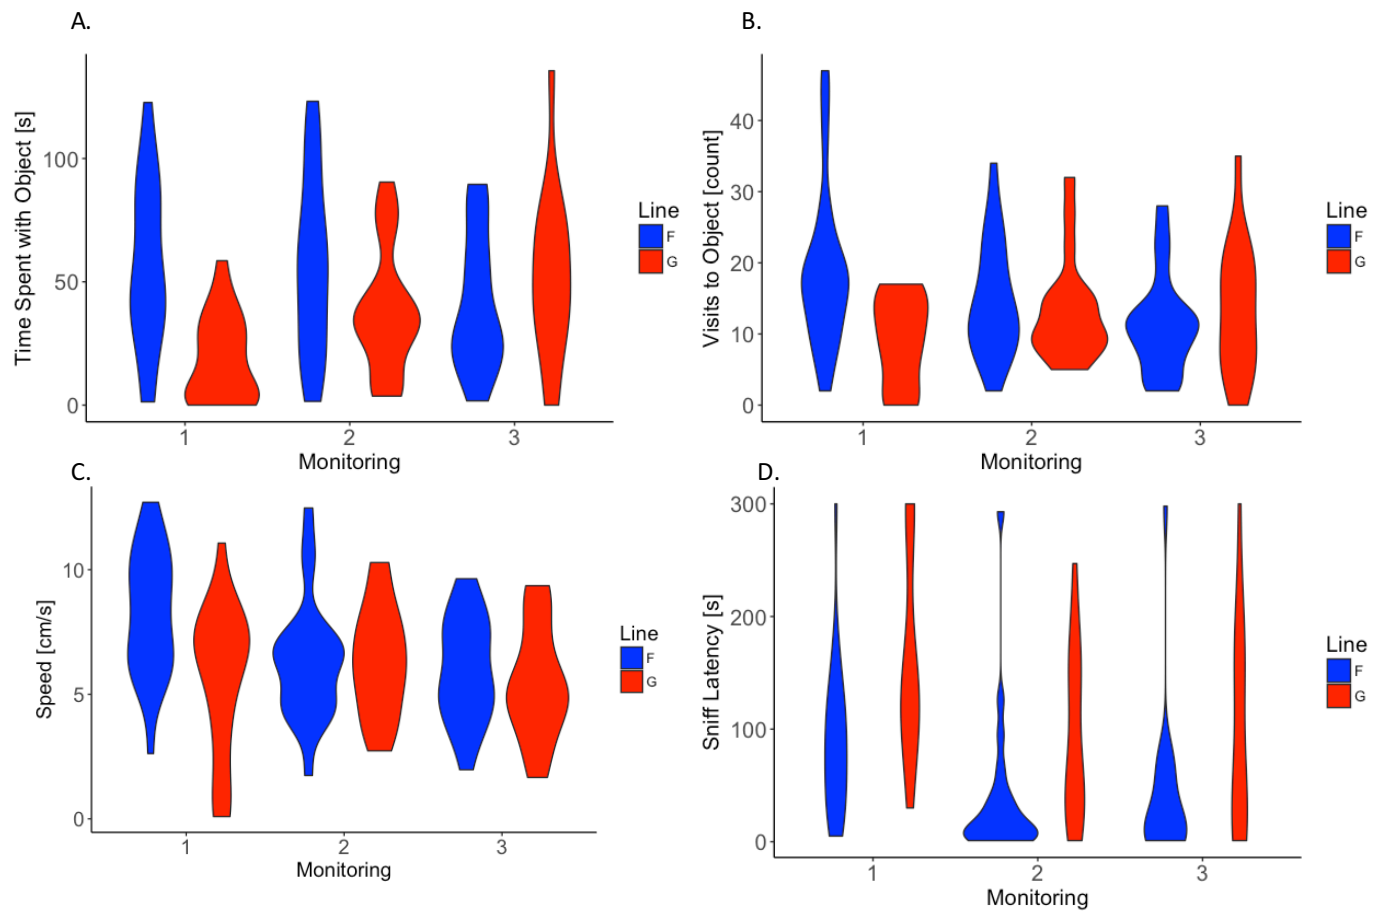 A.
Time Spent with Object [s]
100
50
0
1 2 3
Monitoring
Line
F
G
B.
Visits to Object [count]
40
30
20
10
0
1 2 3
Monitoring
Line
F
G
C.
Speed [cm/s]
10
5
0
1 2 3
Monitoring
Line
F
G
D.
Sniff Latency [s]
300
200
100
0
1 2 3
Monitoring
Line
F
G